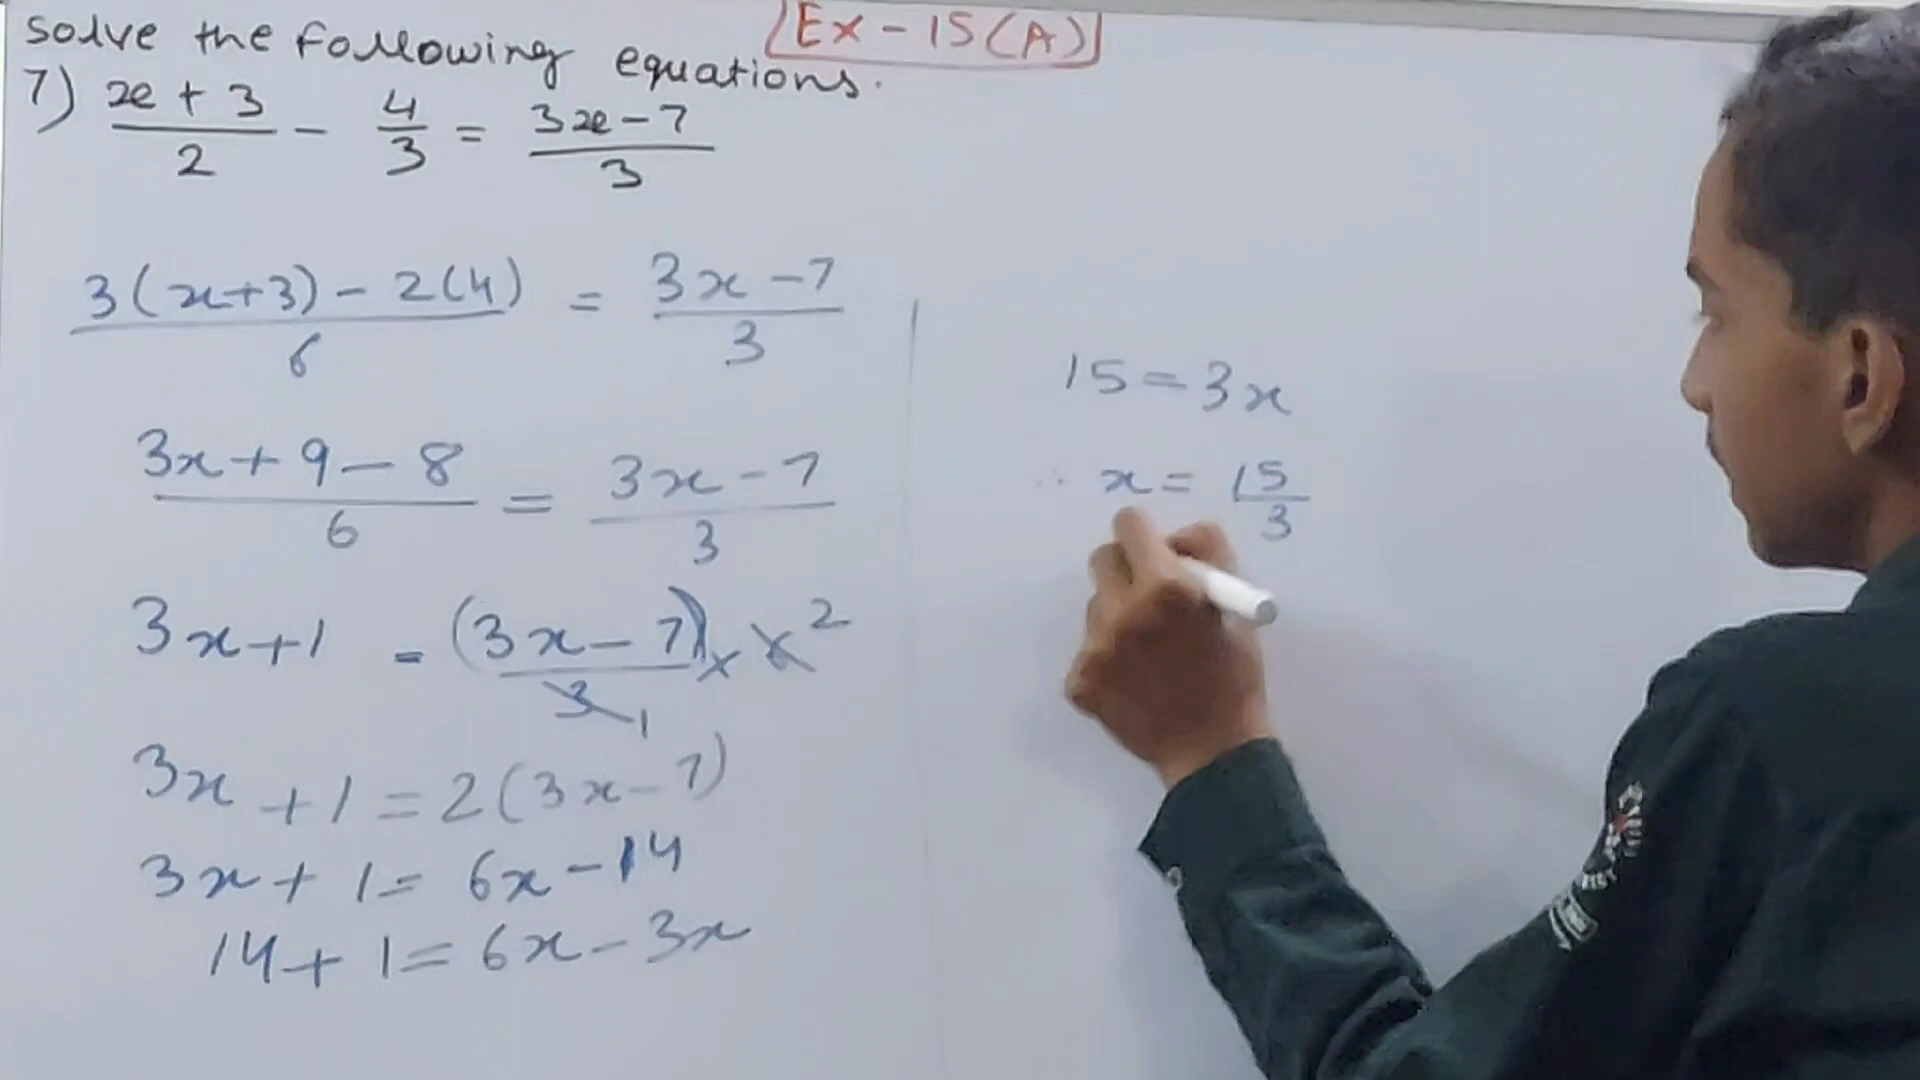 Ex-15(A)
Solve the following equations.
7) (x+3)/2 - 4/3 = (3x-7)/3
(3(x+3)-2(4))/6 = (3x-7)/3
(3x+9-8)/6 = (3x-7)/3
3x+1 = (3x-7)/3 1 × 2
3x+1=2(3x-7)
3x+1=6x-14
14+1=6x-3x
15=3x
∴ x=15/3